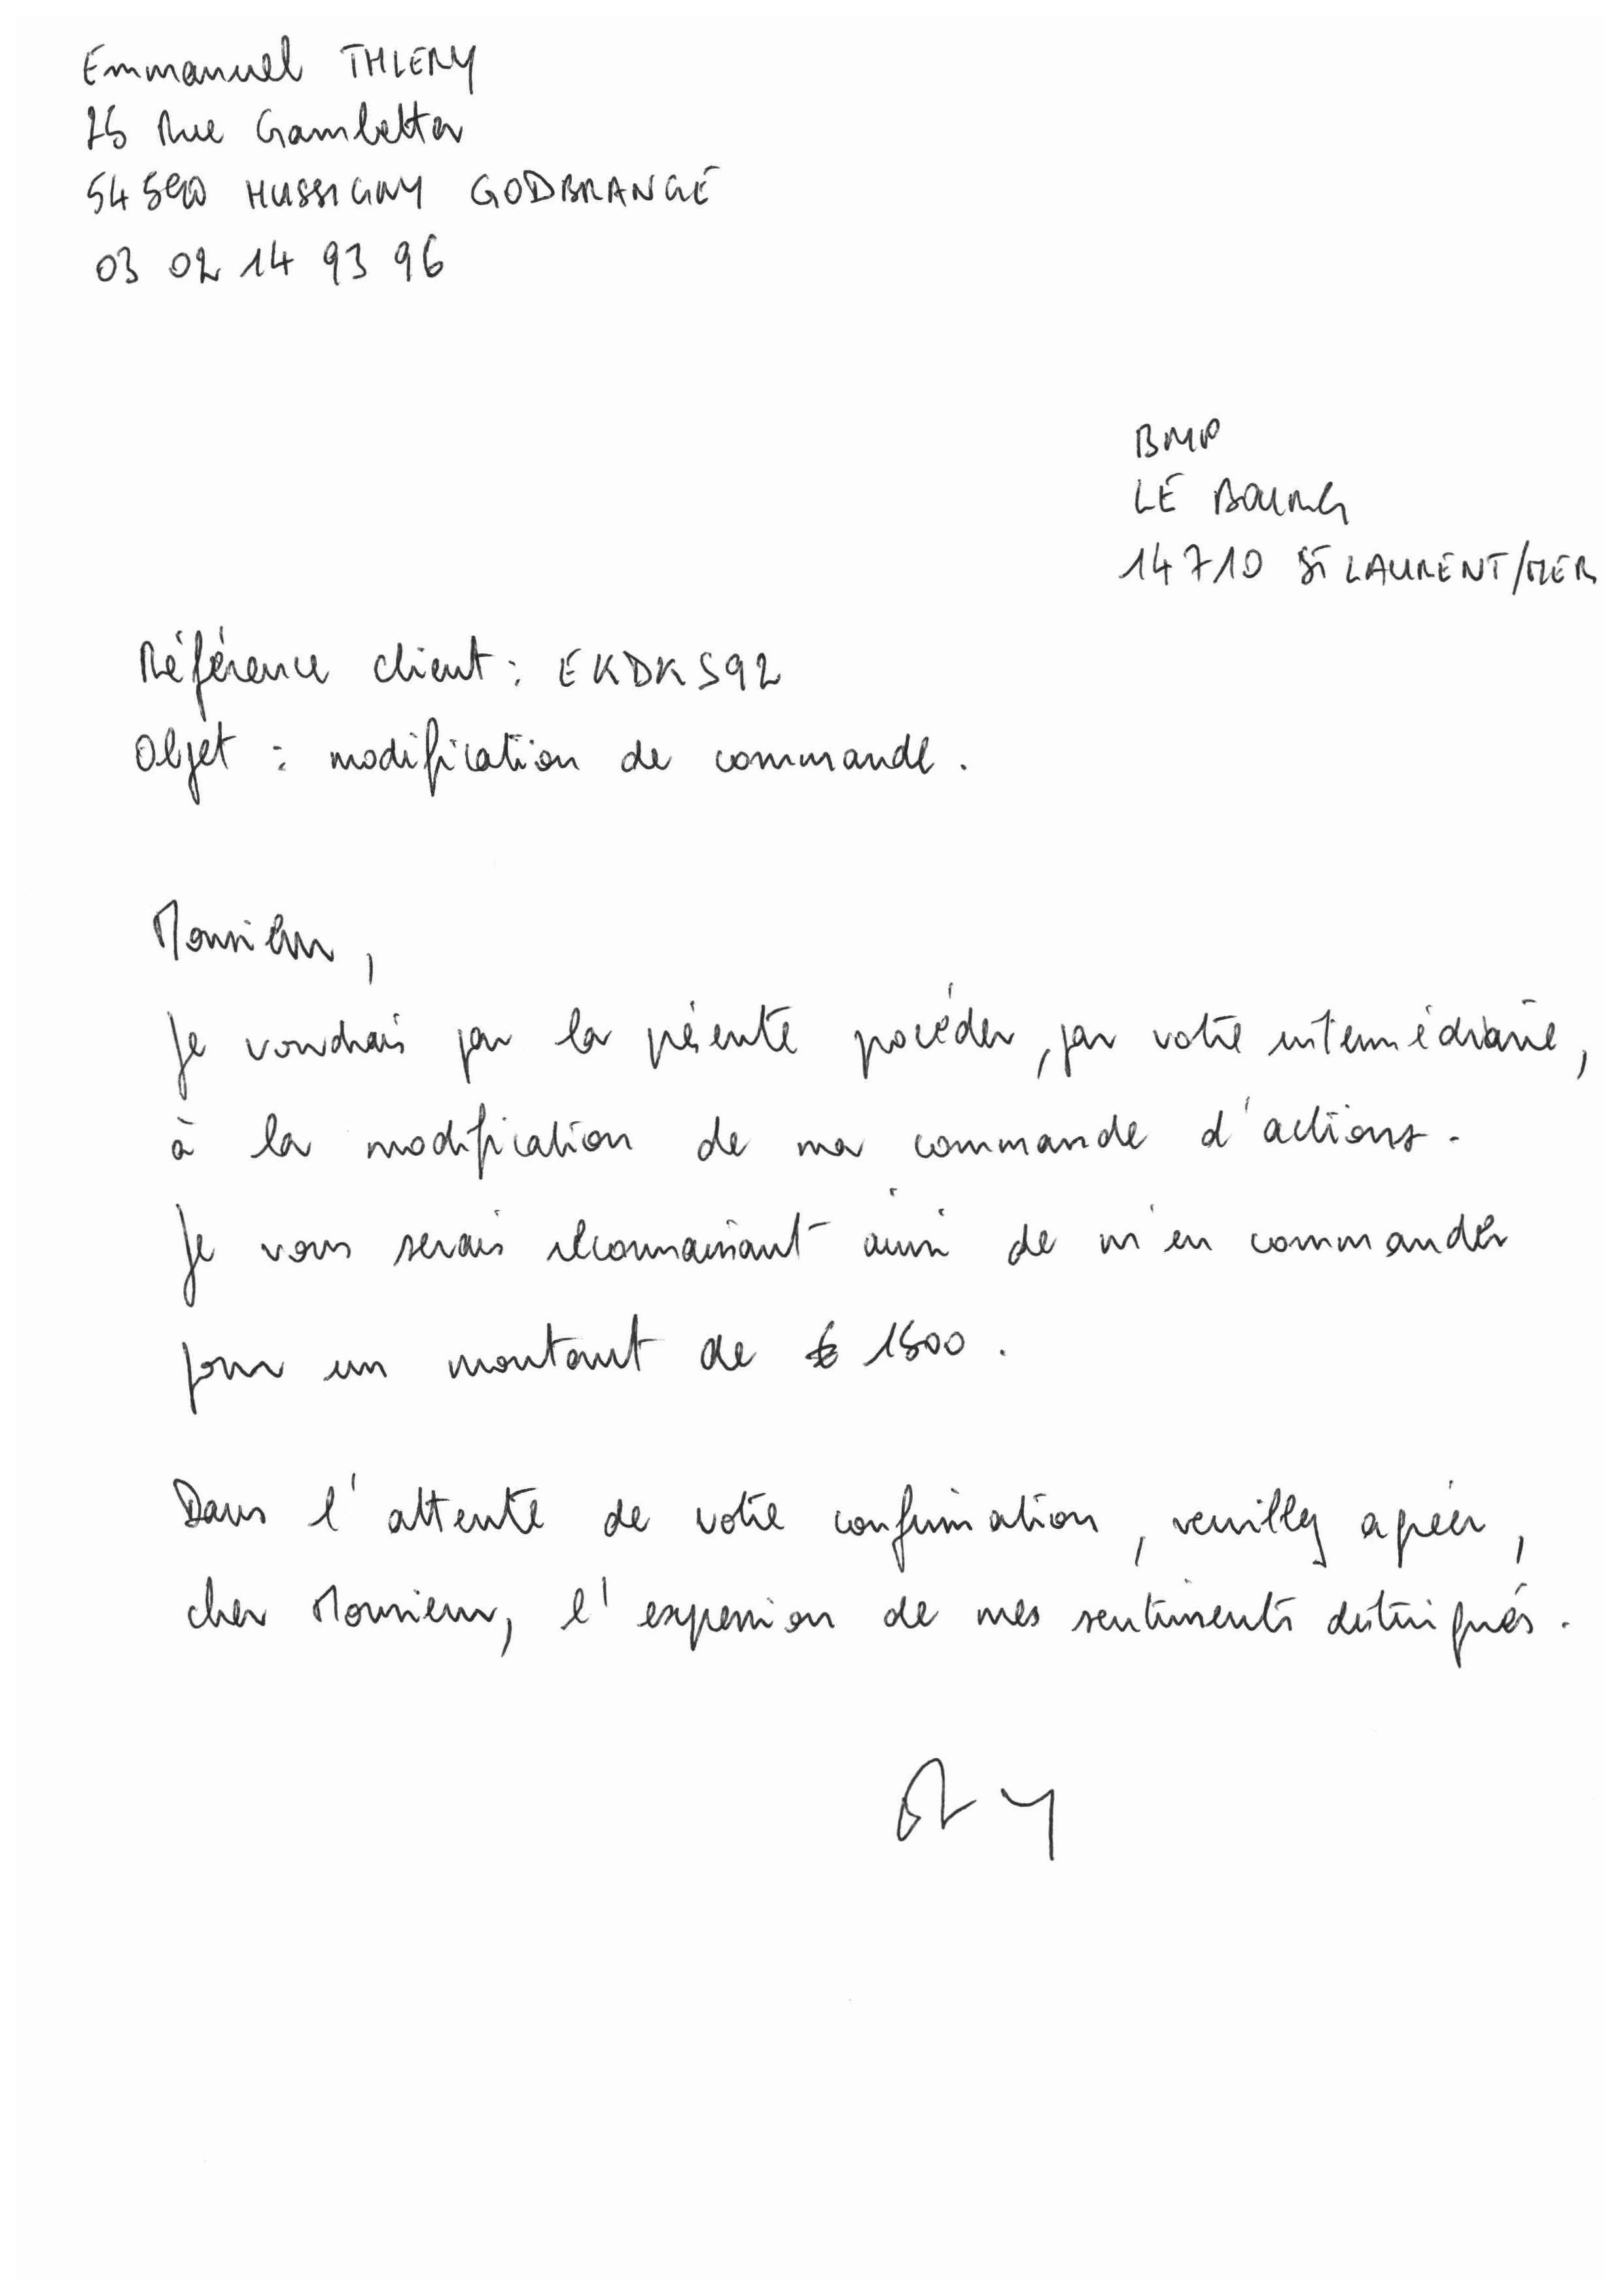 Emmanuel THIERY
25 Rue Gambetta
54590 HUSSIGNY GODBRANGE
03 02 14 93 96
BMP
LE BOURG
14710 St LAURENT/MER
Référence client : EKDKS92
Objet : modification de commande.
Monsieur,
Je voudrais par la présente procéder, par votre intermédiaire,
à la modification de ma commande d'actions.
Je vous serais reconnaissant ainsi de m'en commander
pour un montant de € 1500.
Dans l'attente de votre confirmation, veuillez agréer,
cher Monsieur, l'expression de mes sentiments distingués.